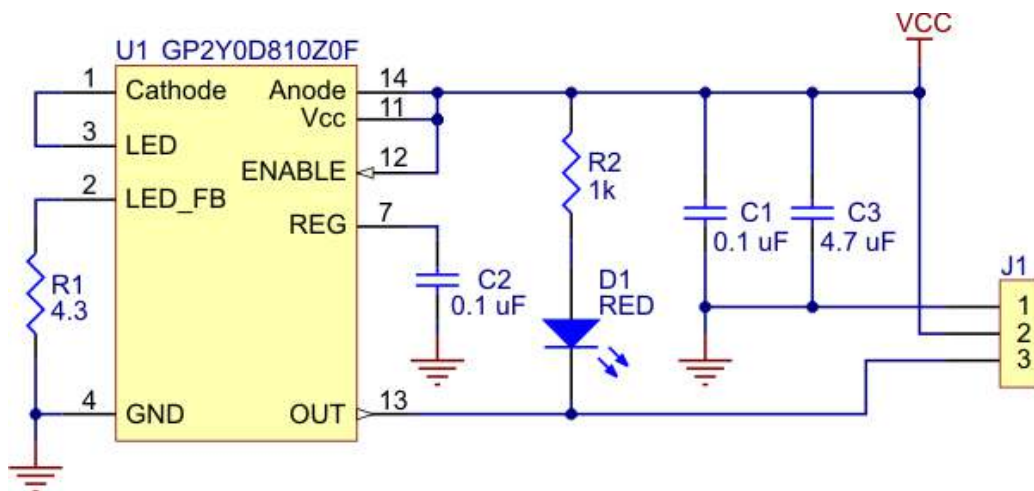 VCC
U1 GP2Y0D810Z0F
1 Cathode Anode 14
Vcc 11
3 LED
ENABLE 12
2 LED_FB
REG 7
R1
4.3
C2
0.1 uF
R2
1k
D1
RED
C1
0.1 uF
C3
4.7 uF
J1
1
2
3
4 GND OUT 13